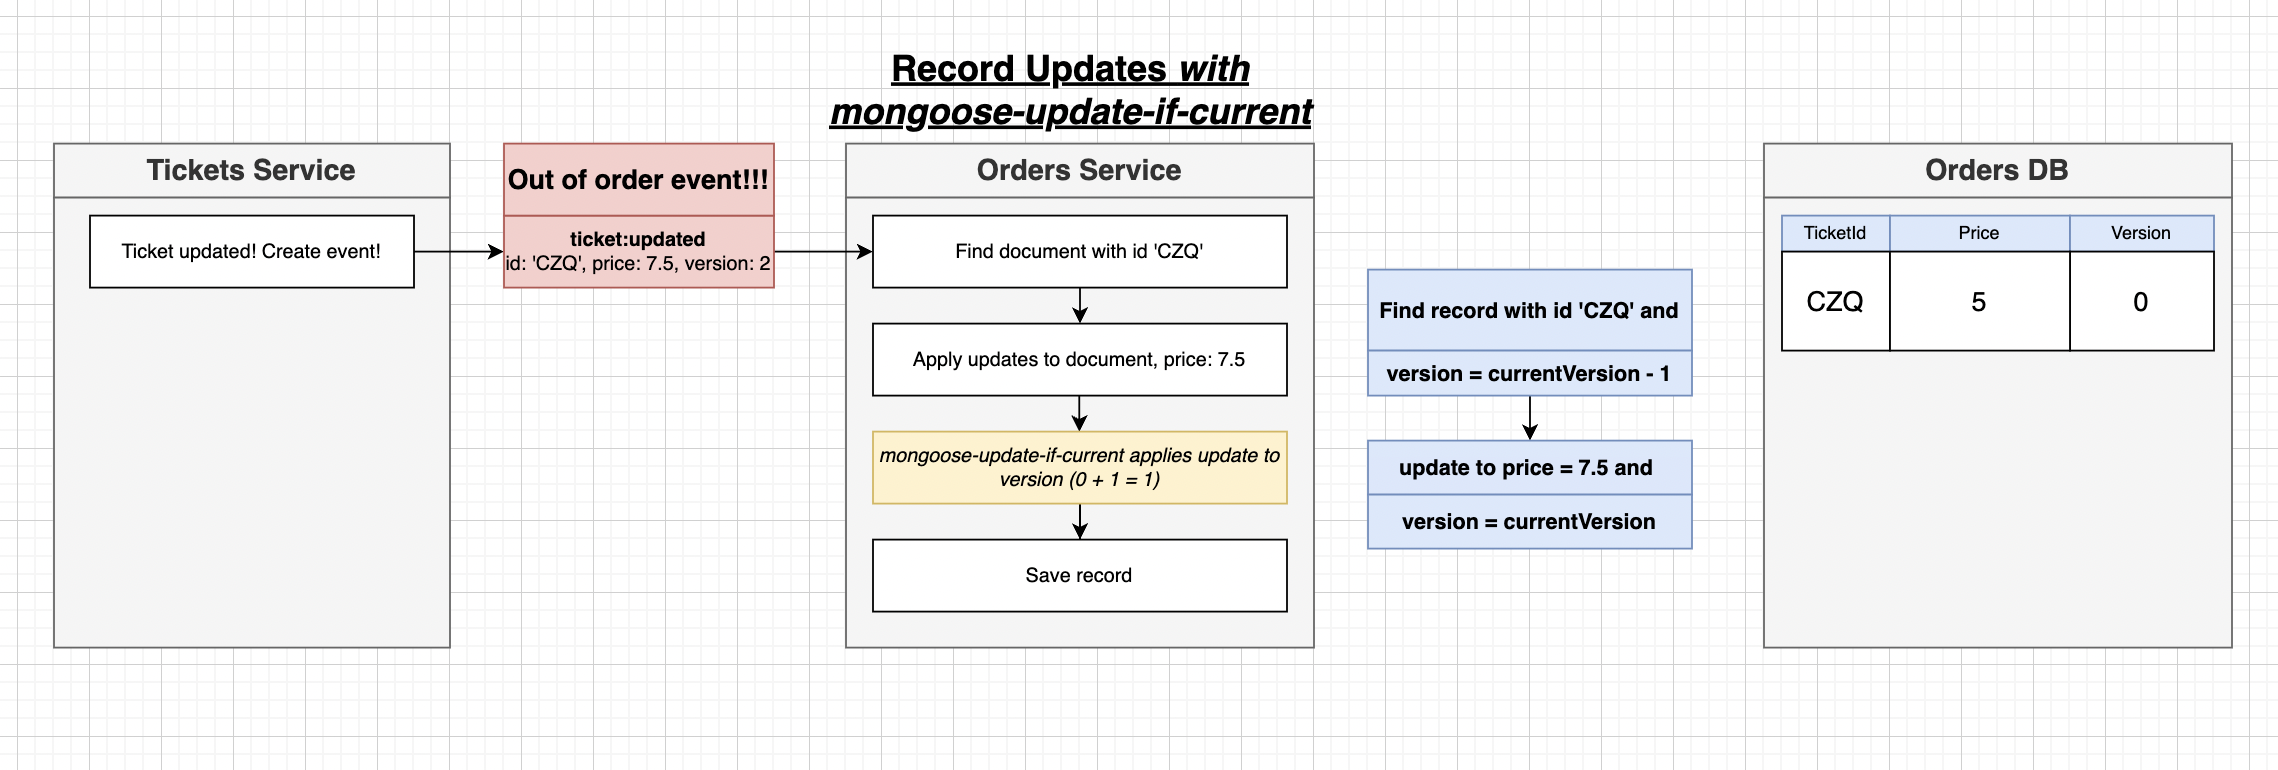 Record Updates with
mongoose-update-if-current
Tickets Service
Ticket updated! Create event!
Out of order event!!!
ticket:updated
id: 'CZQ', price: 7.5, version: 2
Orders Service
Find document with id 'CZQ'
Apply updates to document, price: 7.5
mongoose-update-if-current applies update to
version (0 + 1 = 1)
Save record
Find record with id 'CZQ' and
version = currentVersion - 1
update to price = 7.5 and
version = currentVersion
Orders DB
TicketId Price Version
CZQ 5 0